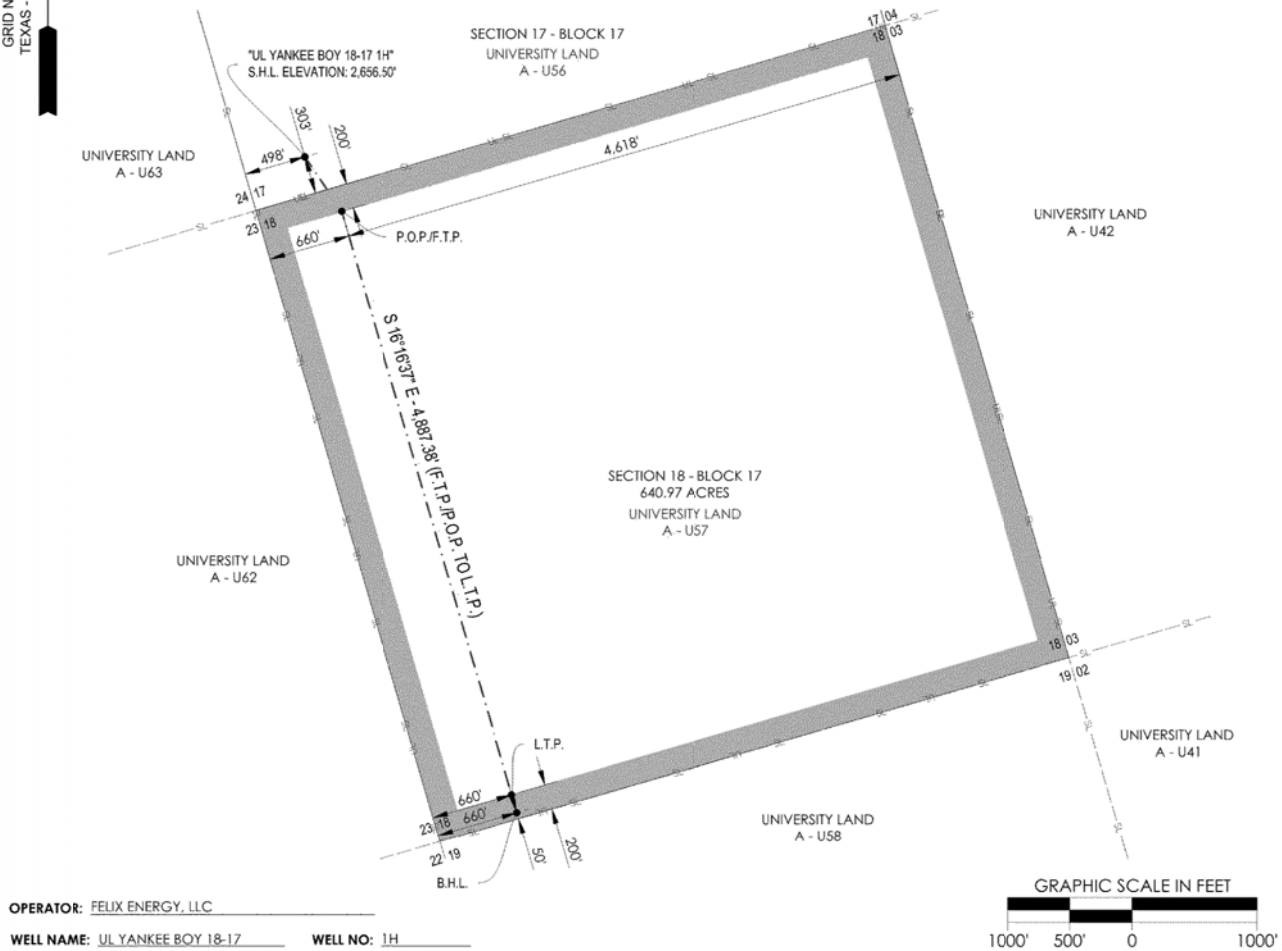 GRID N
TEXAS -
"UL YANKEE BOY 18-17 1H"
S.H.L. ELEVATION: 2,656.50'
SECTION 17 - BLOCK 17
UNIVERSITY LAND
A - U56
17 04
18 03
303'
200'
498'
4,618'
UNIVERSITY LAND
A - U63
24 17
23 18
660'
P.O.P./F.T.P.
UNIVERSITY LAND
A - U42
S 16°16'37" E - 4,887.38' (F.T.P./P.O.P. TO L.T.P.)
SECTION 18 - BLOCK 17
640.97 ACRES
UNIVERSITY LAND
A - U57
UNIVERSITY LAND
A - U62
18 03
19 02
L.T.P.
UNIVERSITY LAND
A - U41
660'
660'
23 18
22 19
UNIVERSITY LAND
A - U58
50'
200'
B.H.L.
GRAPHIC SCALE IN FEET
1000' 500' 0 1000'
OPERATOR: FELIX ENERGY, LLC
WELL NAME: UL YANKEE BOY 18-17 WELL NO: 1H